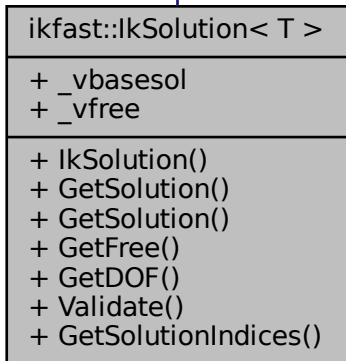 ikfast::IkSolution< T >
+ _vbasesol
+ _vfree
+ IkSolution()
+ GetSolution()
+ GetSolution()
+ GetFree()
+ GetDOF()
+ Validate()
+ GetSolutionIndices()